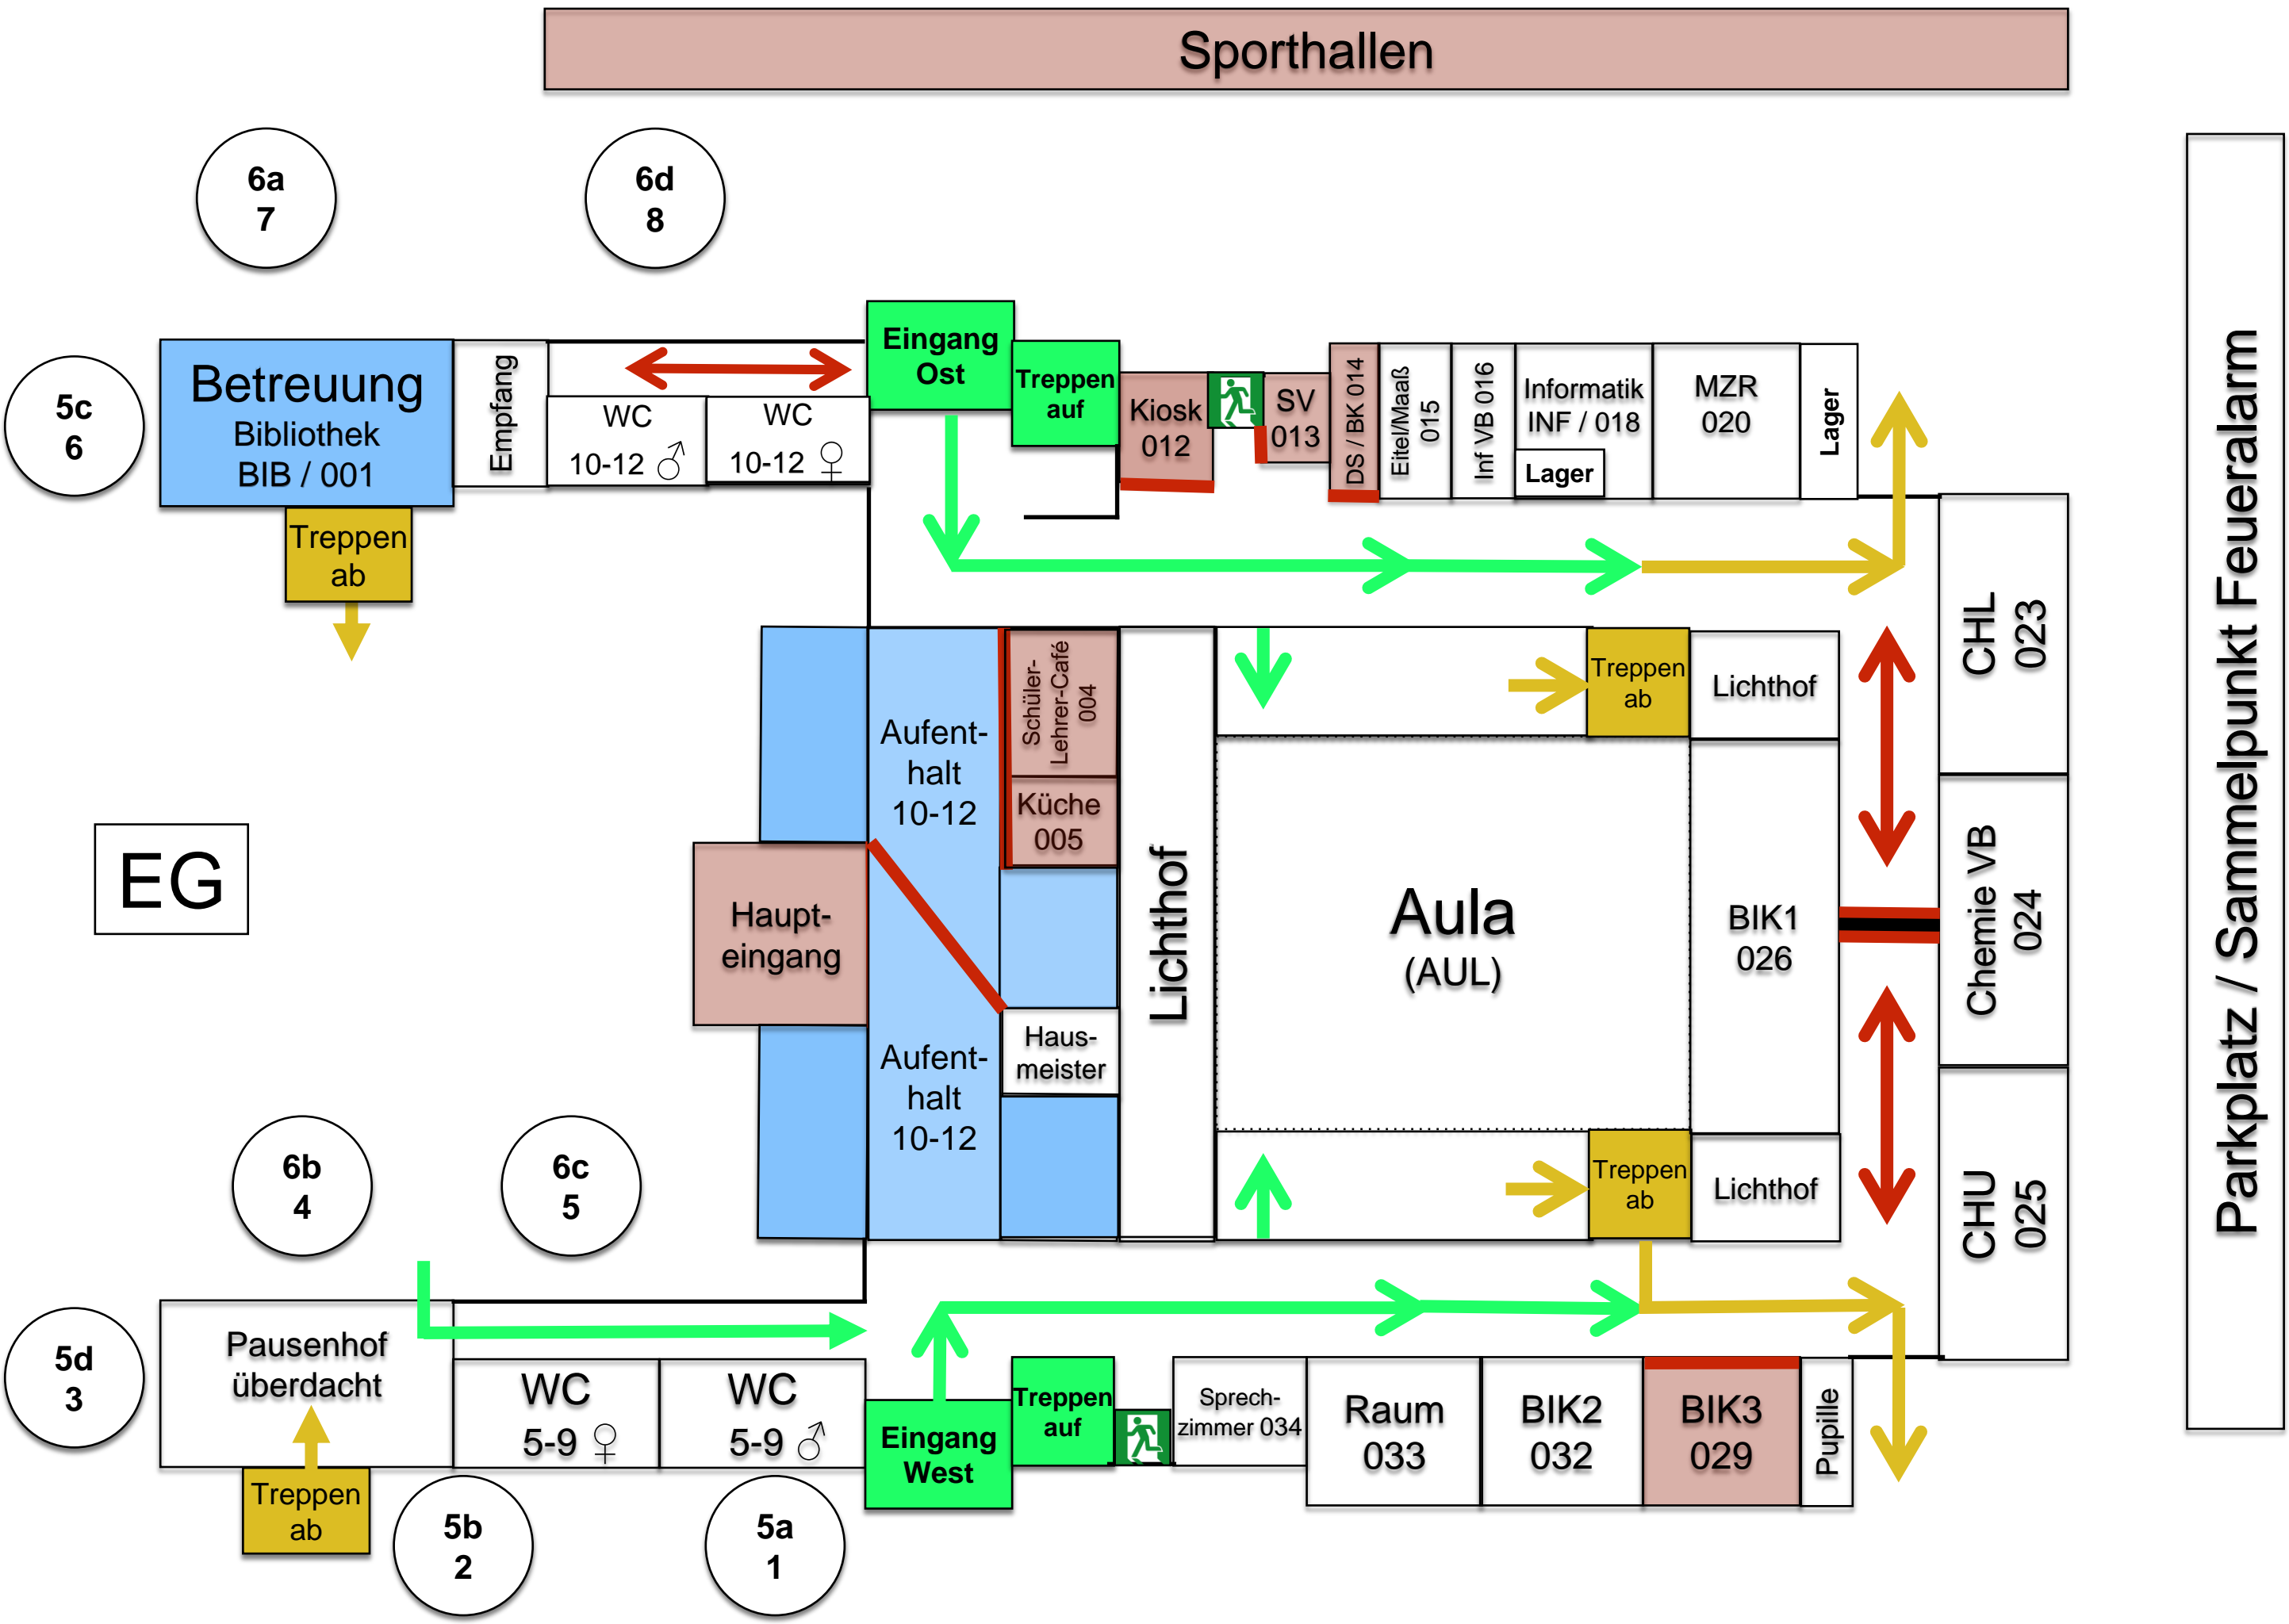 Sporthallen
6a
7
6d
8
5c
6
Betreuung
Bibliothek
BIB / 001
Empfang
WC
10-12 ♂
WC
10-12 ♀
Eingang
Ost
Treppen
auf
Kiosk
012
SV
013
DS / BK 014
Eitel/Maaß
015
Inf VB 016
Informatik
INF / 018
Lager
MZR
020
Lager
Treppen
ab
Parkplatz / Sammelpunkt Feueralarm
CHL
023
Chemie VB
024
CHU
025
Aufent-
halt
10-12
Schüler-
Lehrer-Café
004
Küche
005
Lichthof
Treppen
ab
Lichthof
EG
Haupt-
eingang
Aula
(AUL)
BIK1
026
Aufent-
halt
10-12
Haus-
meister
Treppen
ab
Lichthof
6b
4
6c
5
5d
3
Pausenhof
überdacht
WC
5-9 ♀
WC
5-9 ♂
Eingang
West
Treppen
auf
Sprech-
zimmer 034
Raum
033
BIK2
032
BIK3
029
Pupille
Treppen
ab
5b
2
5a
1